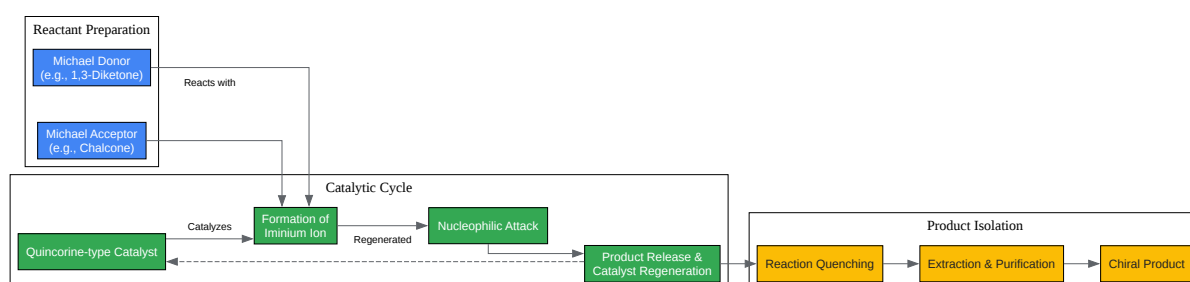 Reactant Preparation
Michael Donor
(e.g., 1,3-Diketone)
Reacts with
Michael Acceptor
(e.g., Chalcone)
Catalytic Cycle
Formation of
Iminium Ion
Catalyzes
Nucleophilic Attack
Regenerated
Quincorine-type Catalyst
Product Release &
Catalyst Regeneration
Product Isolation
Reaction Quenching
Extraction & Purification
Chiral Product